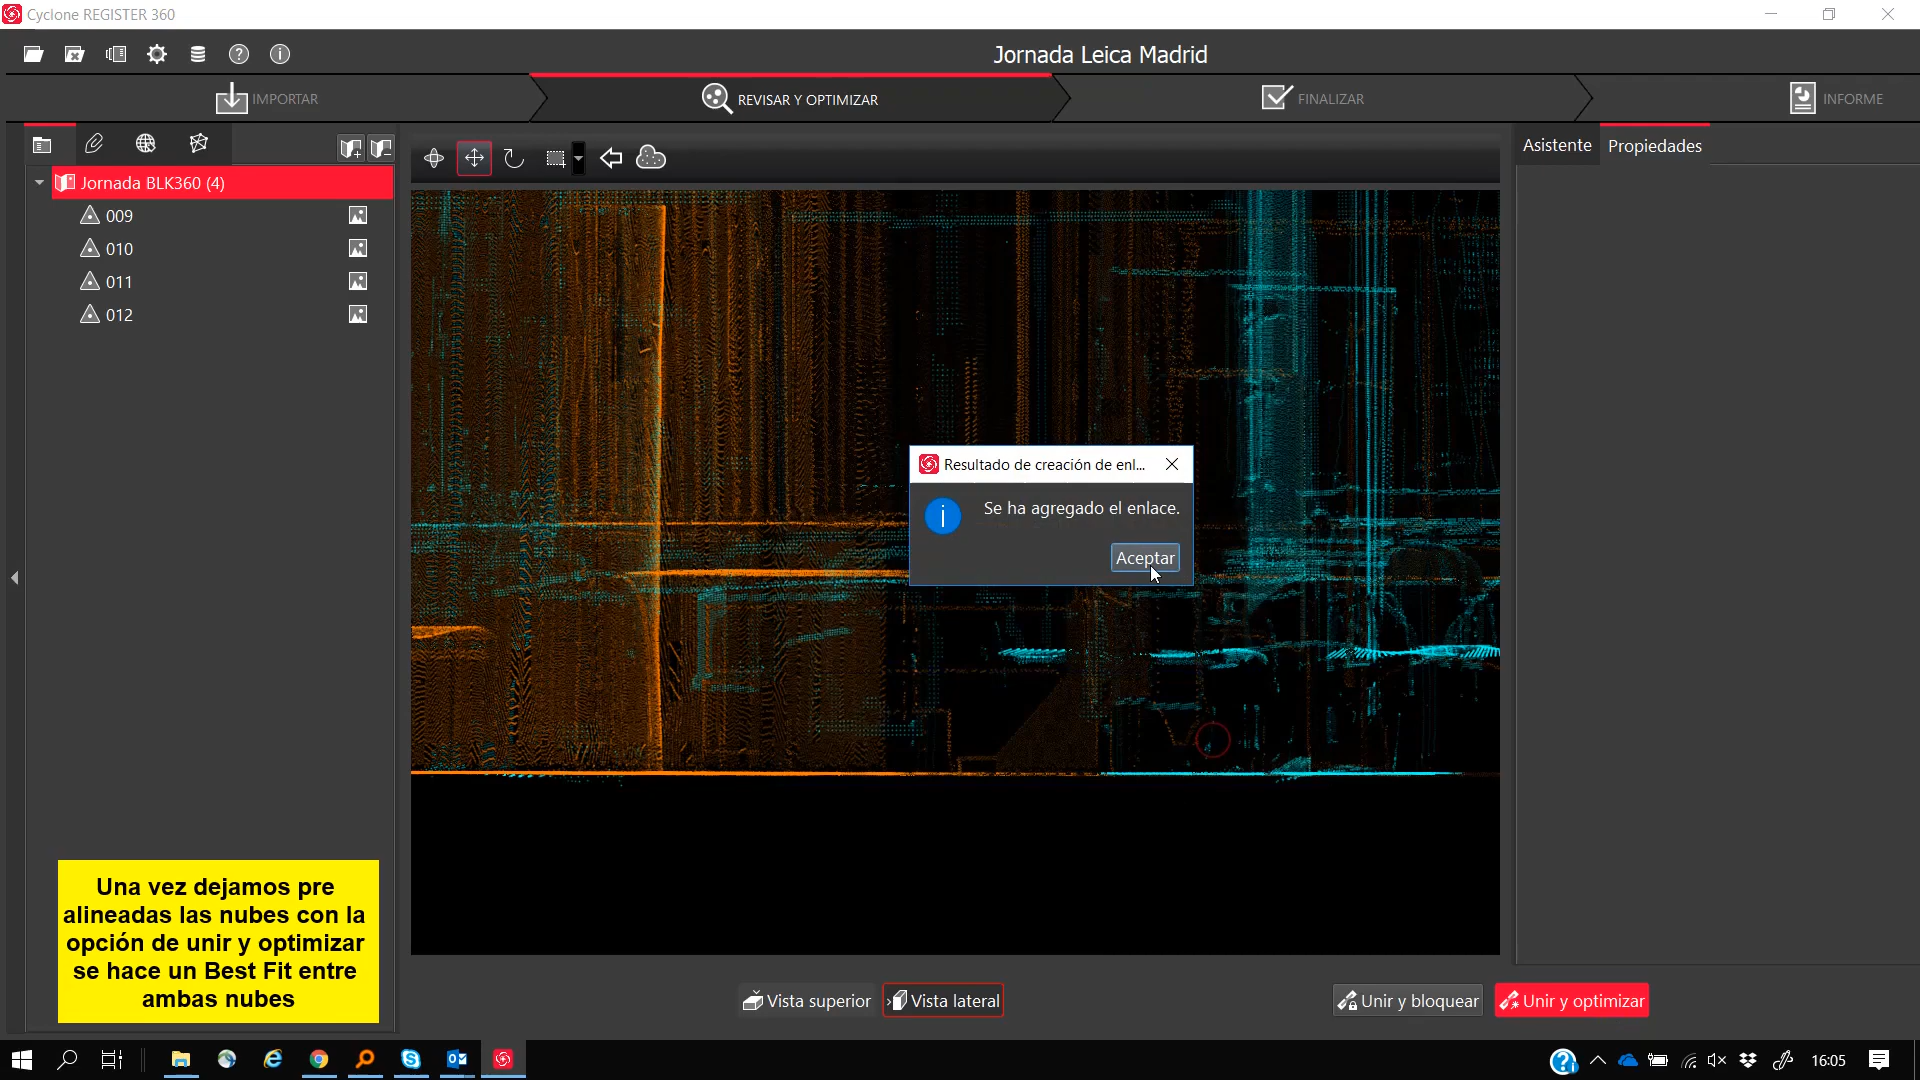 Cyclone REGISTER 360
Jornada Leica Madrid
IMPORTAR
REVISAR Y OPTIMIZAR
FINALIZAR
INFORME
Asistente
Propiedades
Jornada BLK360 (4)
009
010
011
012
Resultado de creación de enl...
Se ha agregado el enlace.
Aceptar
Una vez dejamos pre
alineadas las nubes con la
opción de unir y optimizar
se hace un Best Fit entre
ambas nubes
Vista superior
Vista lateral
Unir y bloquear
Unir y optimizar
16:05